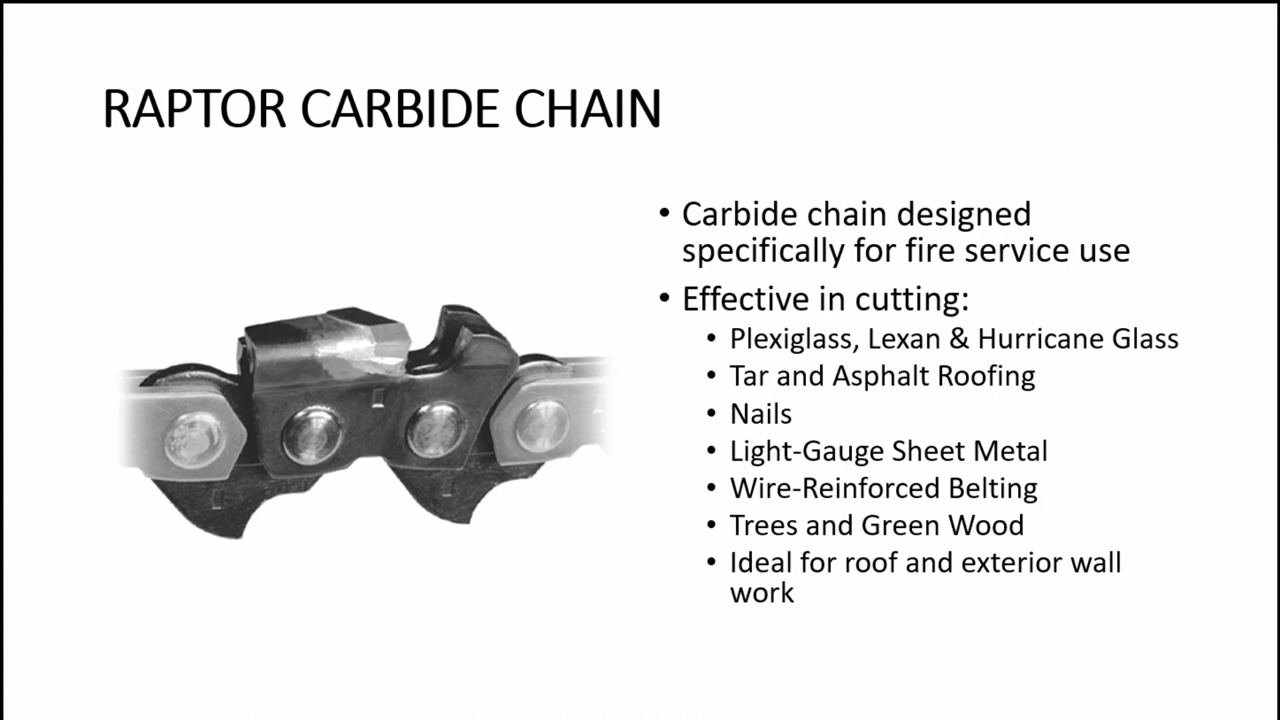 RAPTOR CARBIDE CHAIN
• Carbide chain designed
specifically for fire service use
• Effective in cutting:
• Plexiglass, Lexan & Hurricane Glass
• Tar and Asphalt Roofing
• Nails
• Light-Gauge Sheet Metal
• Wire-Reinforced Belting
• Trees and Green Wood
• Ideal for roof and exterior wall
work